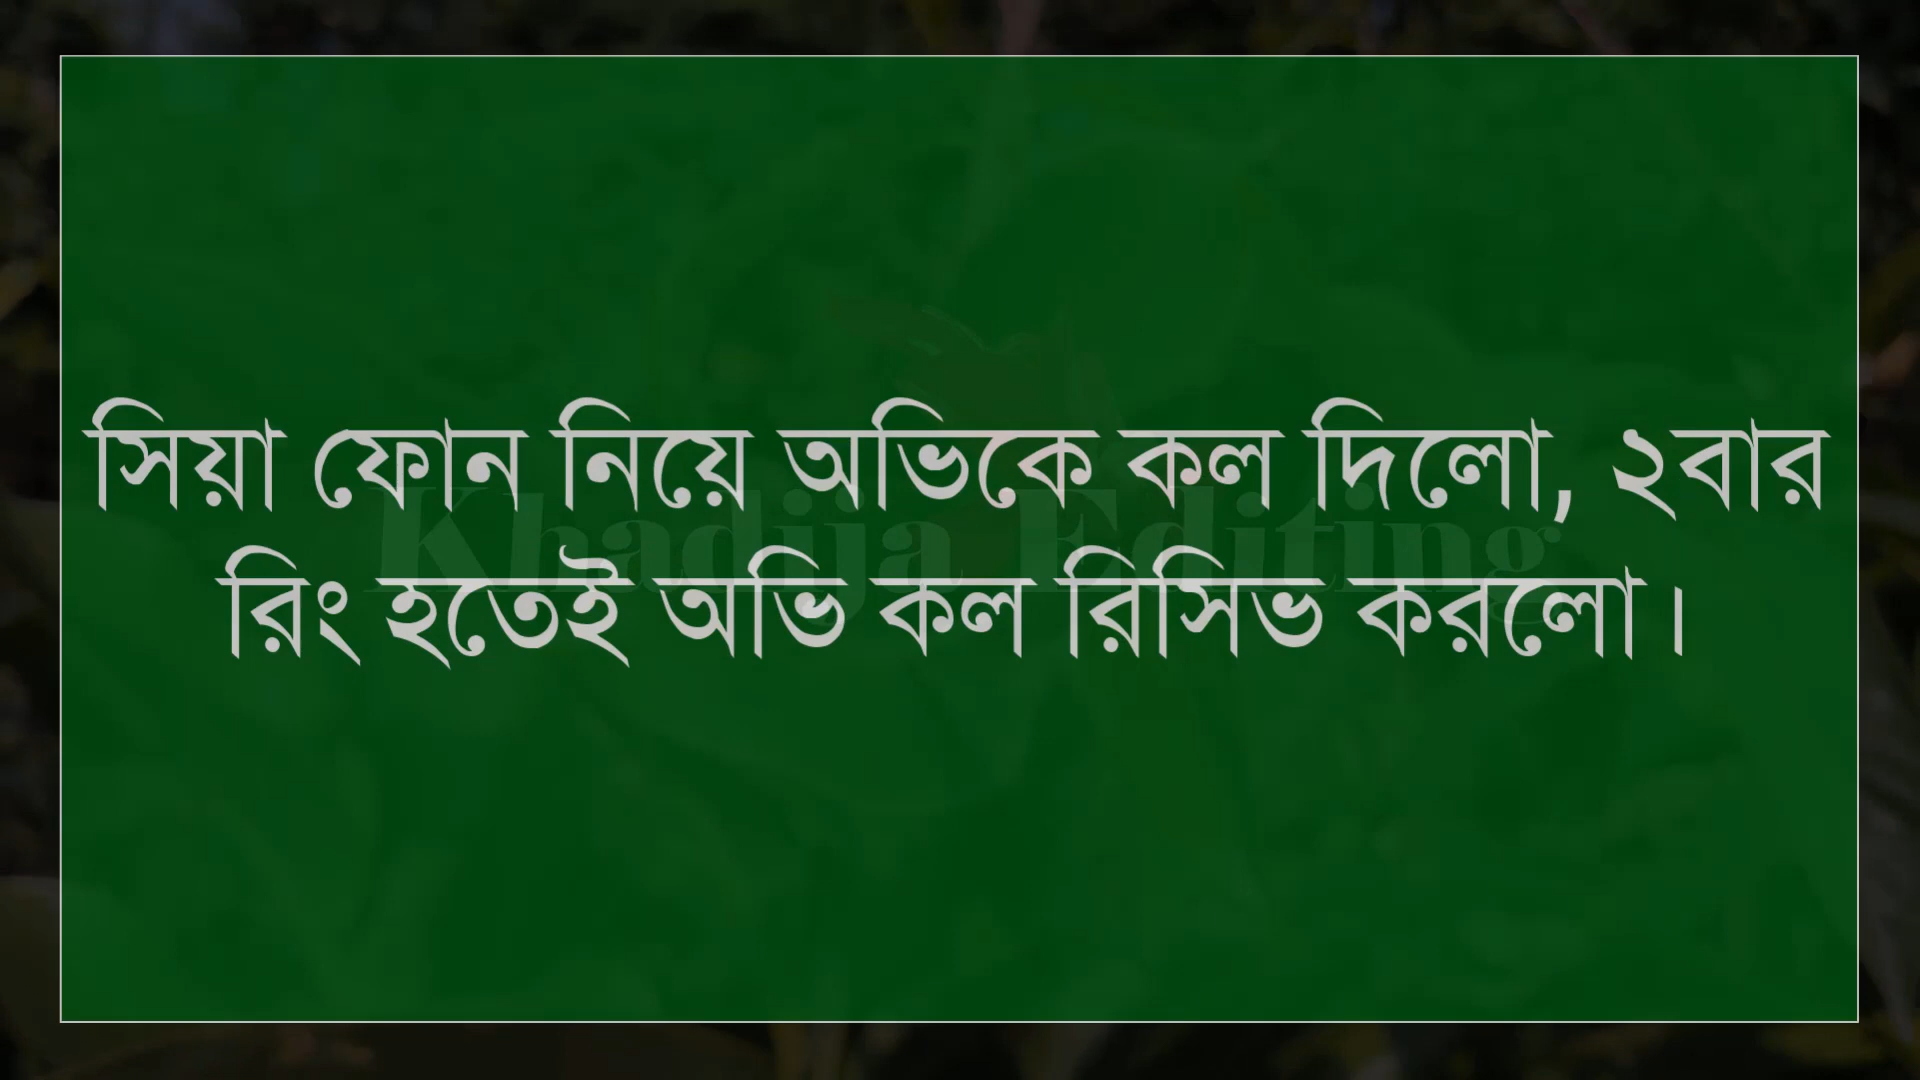 সিয়া ফোন নিয়ে অভিকে কল দিলো, ২বার
রিং হতেই অভি কল রিসিভ করলো।
Khadija Editing